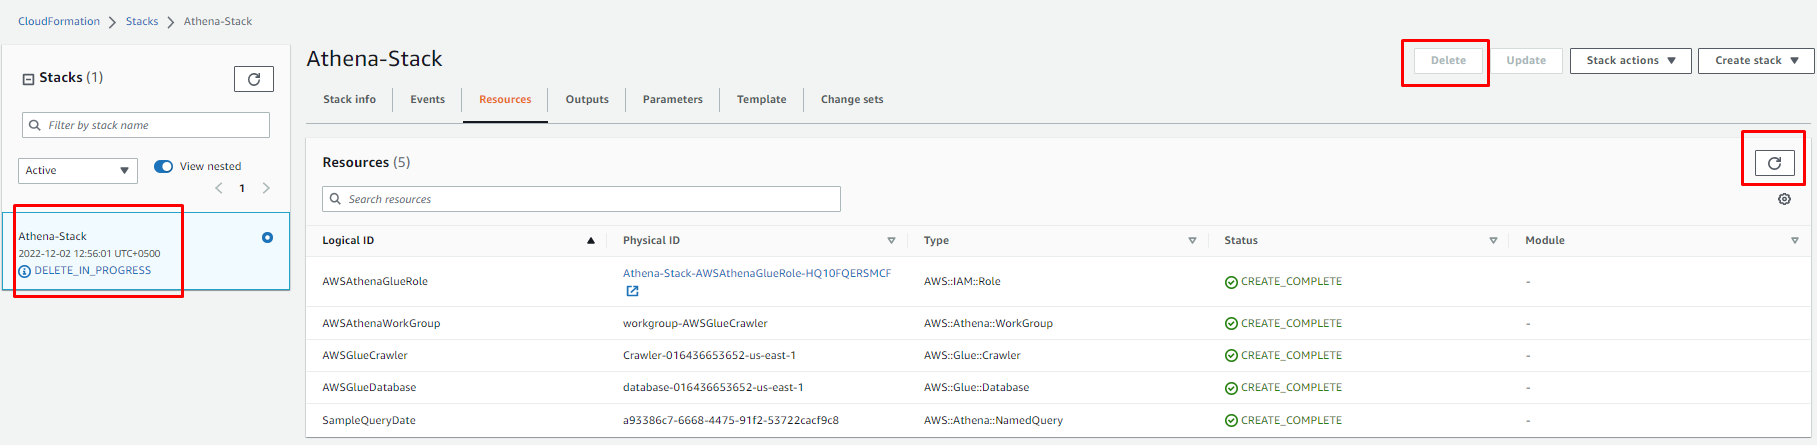 CloudFormation > Stacks > Athena-Stack
Stacks (1)
Filter by stack name
Active
View nested
1
Athena-Stack
2022-12-02 12:56:01 UTC+0500
DELETE_IN_PROGRESS
Athena-Stack
Delete
Update
Stack actions
Create stack
Stack info
Events
Resources
Outputs
Parameters
Template
Change sets
Resources (5)
Search resources
Logical ID Physical ID Type Status Module
AWSAthenaGlueRole Athena-Stack-AWSAthenaGlueRole-HQ10FQERSMCF AWS::IAM::Role CREATE_COMPLETE -
AWSAthenaWorkGroup workgroup-AWSGlueCrawler AWS::Athena::WorkGroup CREATE_COMPLETE -
AWSGlueCrawler Crawler-016436653652-us-east-1 AWS::Glue::Crawler CREATE_COMPLETE -
AWSGlueDatabase database-016436653652-us-east-1 AWS::Glue::Database CREATE_COMPLETE -
SampleQueryDate a93386c7-6668-4475-91f2-53722cacf9c8 AWS::Athena::NamedQuery CREATE_COMPLETE -